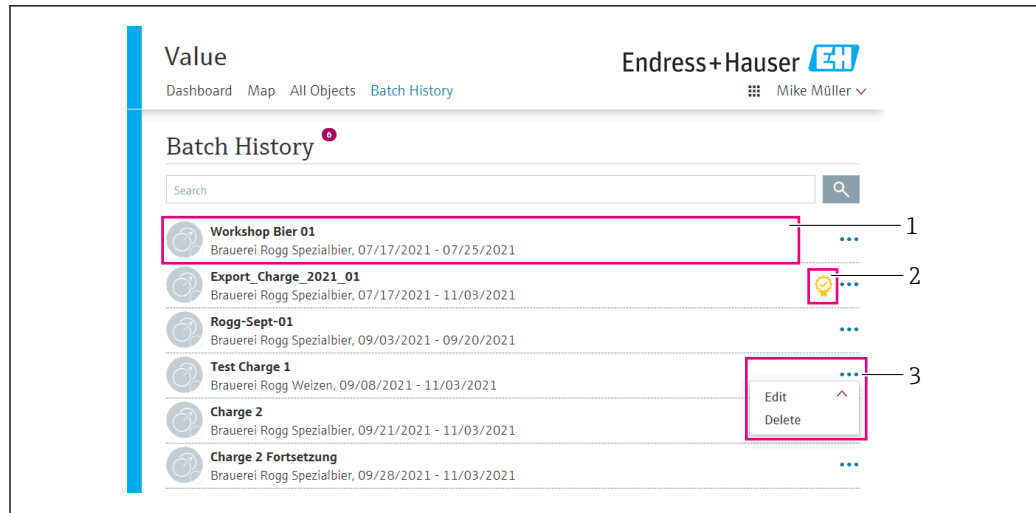 Value
Endress+Hauser EH
Dashboard Map All Objects Batch History
Mike Müller
Batch History 6
Search
Workshop Bier 01
Brauerei Rogg Spezialbier, 07/17/2021 - 07/25/2021
1
Export_Charge_2021_01
Brauerei Rogg Spezialbier, 07/17/2021 - 11/03/2021
2
Rogg-Sept-01
Brauerei Rogg Spezialbier, 09/03/2021 - 09/20/2021
Test Charge 1
Brauerei Rogg Weizen, 09/08/2021 - 11/03/2021
3
Edit
Delete
Charge 2
Brauerei Rogg Spezialbier, 09/21/2021 - 11/03/2021
Charge 2 Fortsetzung
Brauerei Rogg Spezialbier, 09/28/2021 - 11/03/2021